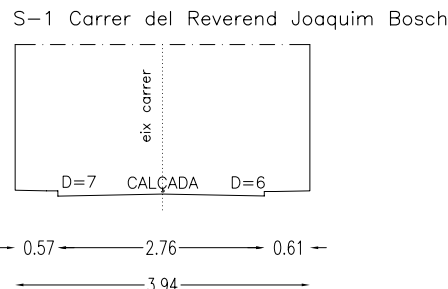 S-1 Carrer del Reverend Joaquim Bosch
eix carrer
D=7 CALÇADA D=6
0.57 2.76 0.61
3.94